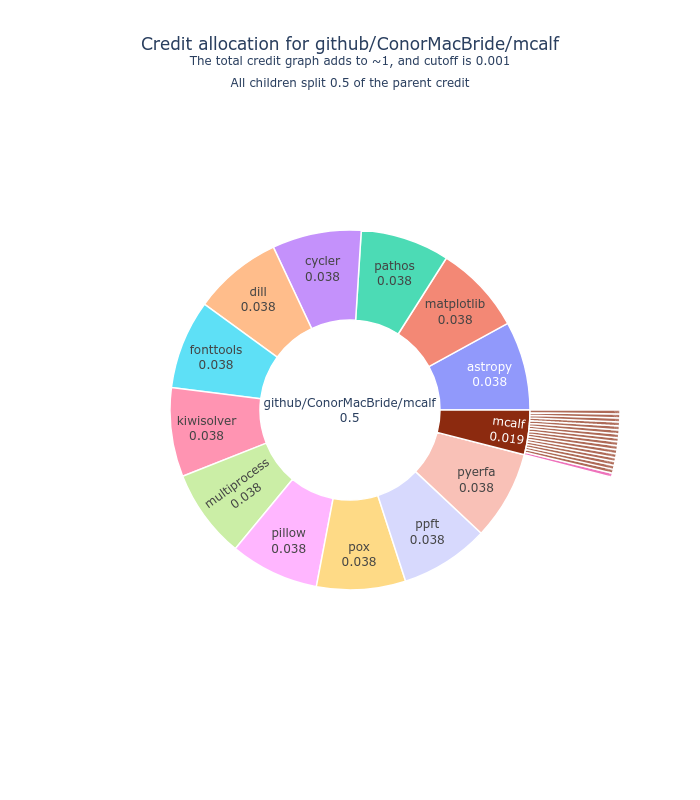 Credit allocation for github/ConorMacBride/mcalf
The total credit graph adds to ~1, and cutoff is 0.001
All children split 0.5 of the parent credit
cycler
0.038
pathos
0.038
dill
0.038
matplotlib
0.038
fonttools
0.038
astropy
0.038
github/ConorMacBride/mcalf
0.5
kiwisolver
0.038
mcalf
0.019
multiprocess
0.038
pyerfa
0.038
pillow
0.038
pox
0.038
ppft
0.038